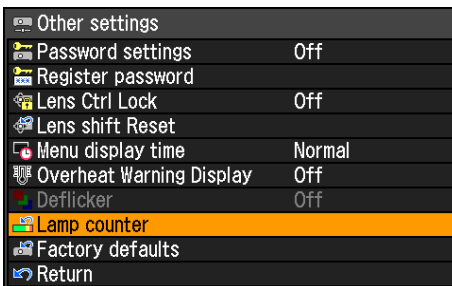 Other settings
Password settings Off
Register password
Lens Ctrl Lock Off
Lens shift Reset
Menu display time Normal
Overheat Warning Display Off
Deflicker Off
Lamp counter
Factory defaults
Return